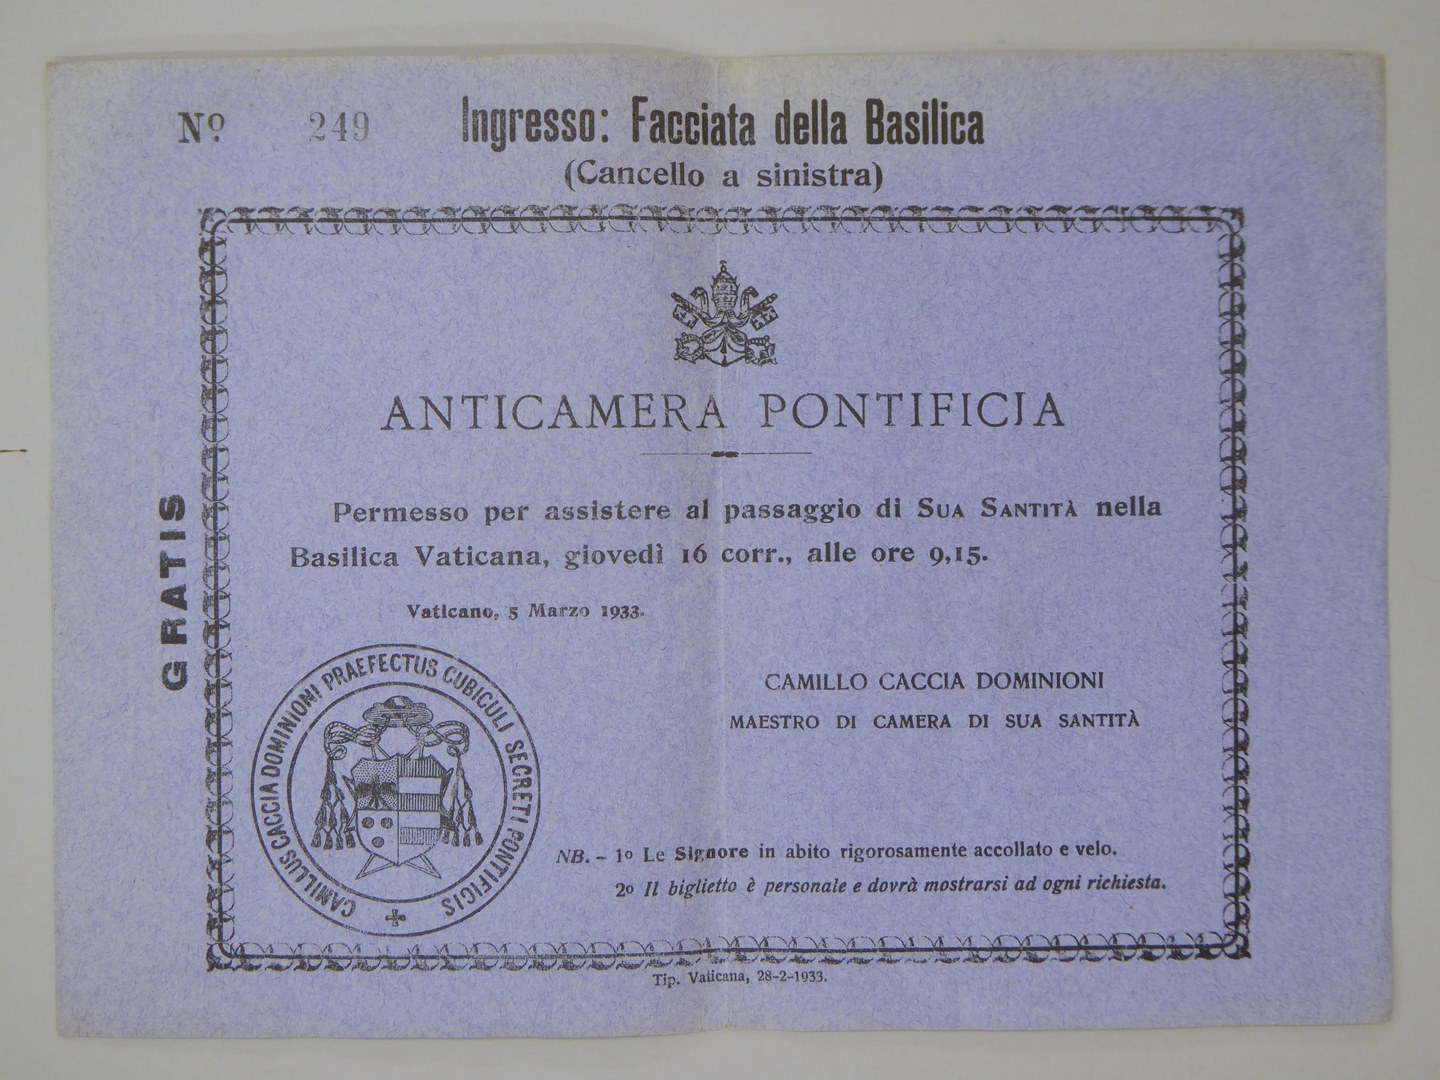 Nº 249 Ingresso: Facciata della Basilica
(Cancello a sinistra)
ANTICAMERA PONTIFICIA
Permesso per assistere al passaggio di SUA SANTITÀ nella
Basilica Vaticana, giovedì 16 corr., alle ore 9,15.
Vaticano, 5 Marzo 1933.
GRATIS
CAMILLUS CACCIA DOMINIONI PRAEFECTUS CUBICULI SECRETI PONTIFICIS
CAMILLO CACCIA DOMINIONI
MAESTRO DI CAMERA DI SUA SANTITÀ
NB. - 1º Le Signore in abito rigorosamente accollato e velo.
2º Il biglietto è personale e dovrà mostrarsi ad ogni richiesta.
Tip. Vaticana, 28-2-1933.